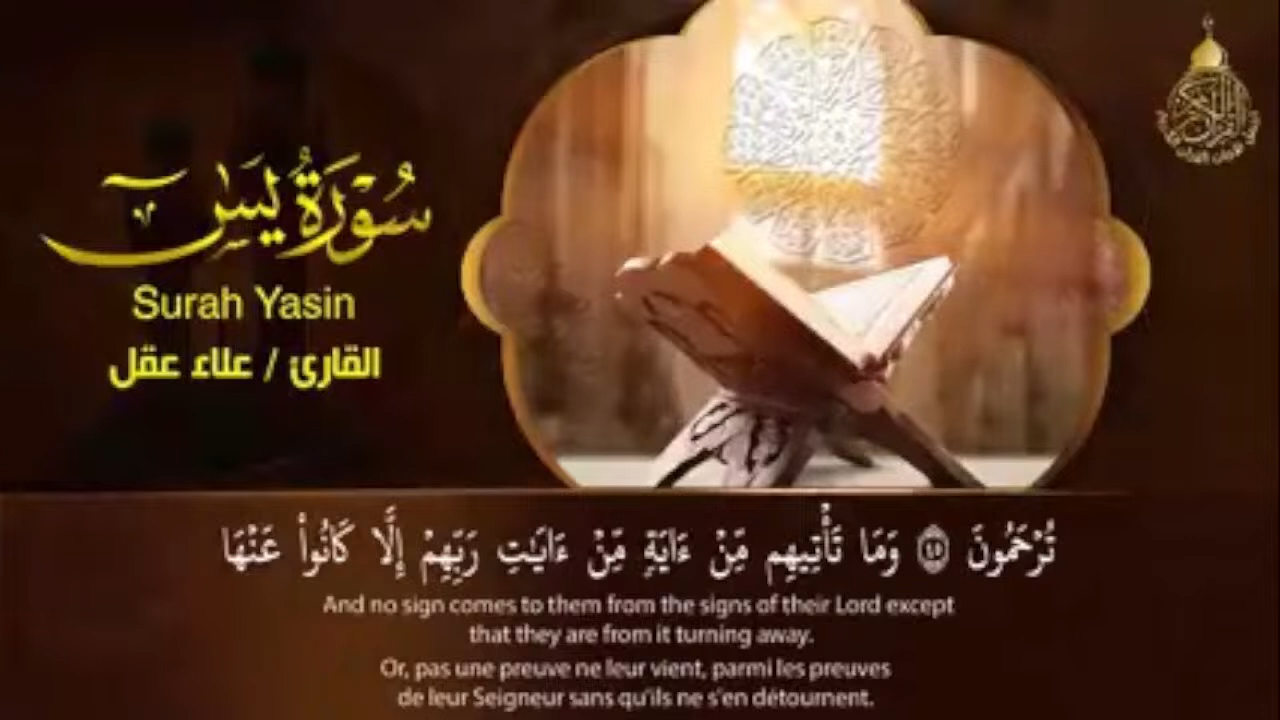 سُوْرَةُ يسٓ
Surah Yasin
القارئ / علاء عقل
تُرْحَمُونَ ٤٥ وَمَا تَأْتِيهِم مِّنْ ءَايَةٍ مِّنْ ءَايَٰتِ رَبِّهِمْ إِلَّا كَانُوا۟ عَنْهَا
And no sign comes to them from the signs of their Lord except
that they are from it turning away.
Or, pas une preuve ne leur vient, parmi les preuves
de leur Seigneur sans qu'ils ne s'en détournent.